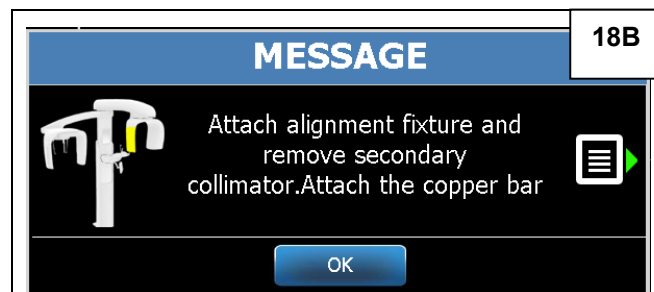 18B
MESSAGE
Attach alignment fixture and
remove secondary
collimator.Attach the copper bar
OK